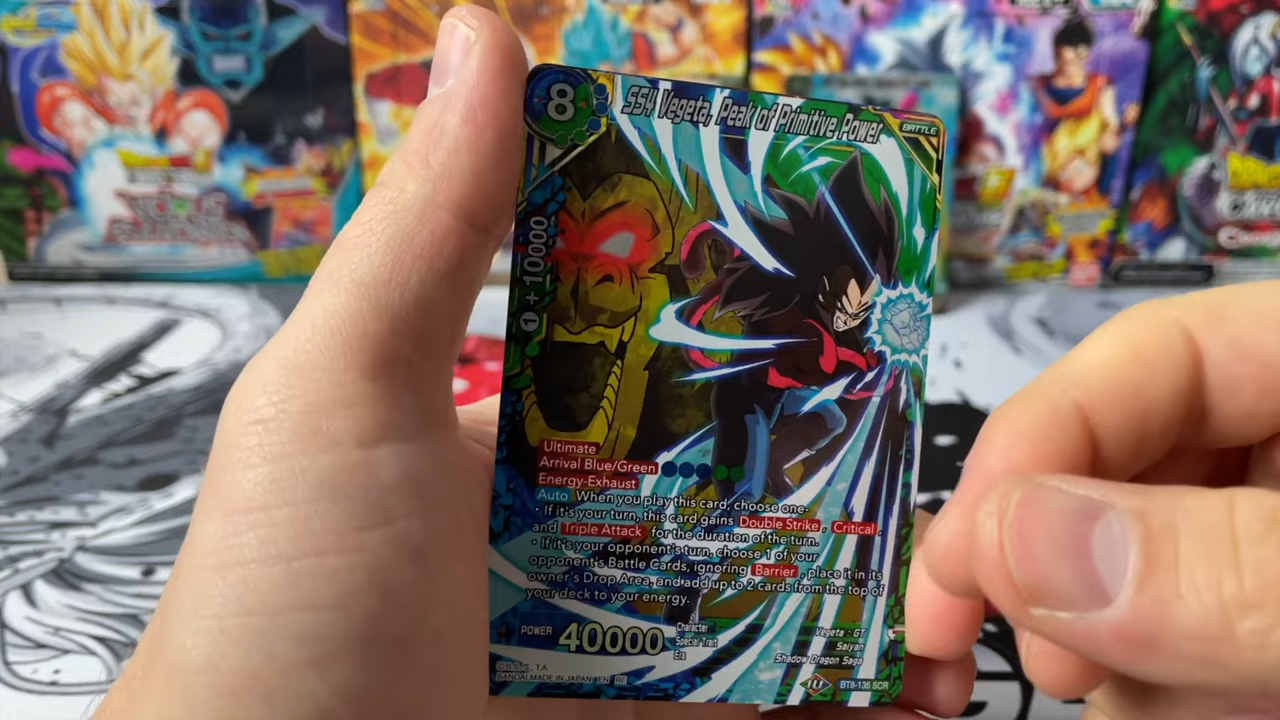 8
SS4 Vegeta, Peak of Primitive Power
BATTLE
1 +10000
Ultimate
Arrival Blue/Green
Energy-Exhaust
Auto When you play this card, choose one-
・If it's your turn, this card gains Double Strike, Critical,
and Triple Attack for the duration of the turn.
・If it's your opponent's turn, choose 1 of your
opponent's Battle Cards, ignoring Barrier, place it in its
owner's Drop Area, and add up to 2 cards from the top of
your deck to your energy.
POWER 40000
Character Vegeta : GT
Special Trait Saiyan
Era Shadow Dragon Saga
BANDAI MADE IN JAPAN EN RE
BT8-136 SCR